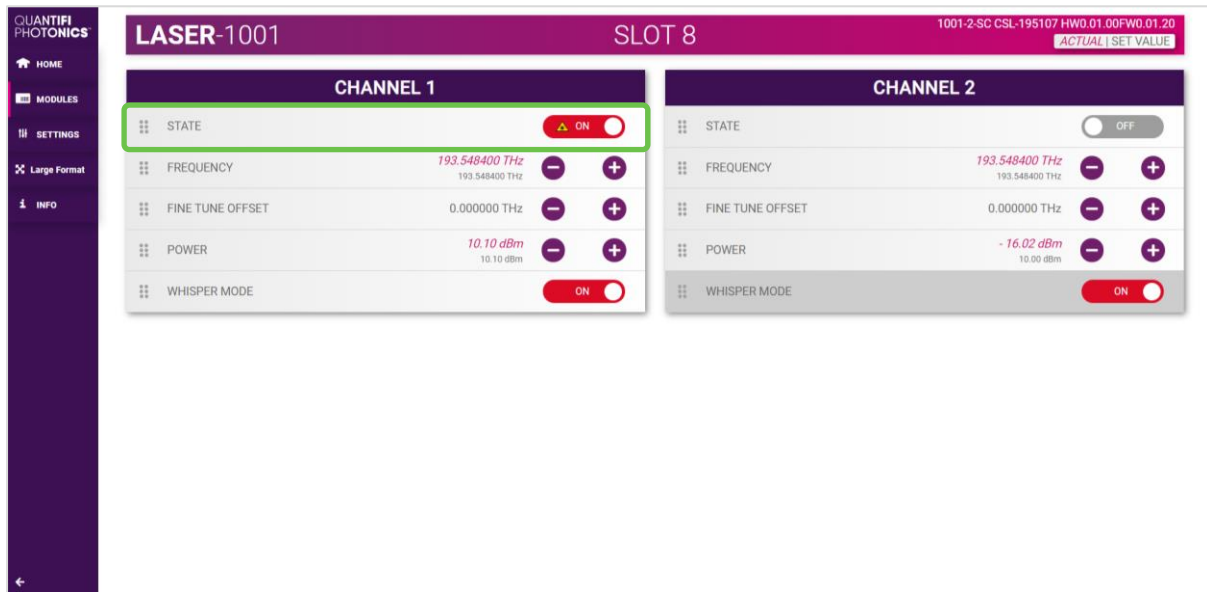 QUANTIFI
PHOTONICS™
HOME
MODULES
SETTINGS
Large Format
INFO
LASER-1001
SLOT 8
1001-2-SC CSL-195107 HW0.01.00FW0.01.20
ACTUAL | SET VALUE
CHANNEL 1
STATE ON
FREQUENCY 193.548400 THz
193.548400 THz
FINE TUNE OFFSET 0.000000 THz
POWER 10.10 dBm
10.10 dBm
WHISPER MODE ON
CHANNEL 2
STATE OFF
FREQUENCY 193.548400 THz
193.548400 THz
FINE TUNE OFFSET 0.000000 THz
POWER - 16.02 dBm
10.00 dBm
WHISPER MODE ON